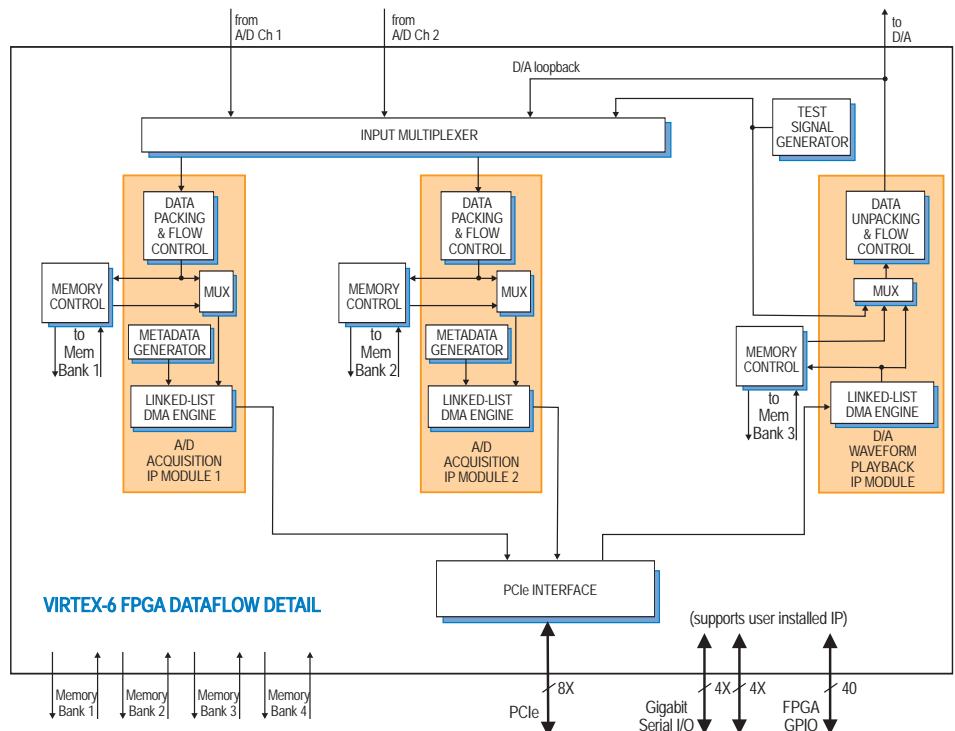 from
A/D Ch 1
from
A/D Ch 2
to
D/A
D/A loopback
INPUT MULTIPLEXER
TEST
SIGNAL
GENERATOR
DATA
PACKING
& FLOW
CONTROL
MUX
MEMORY
CONTROL
to
Mem
Bank 1
METADATA
GENERATOR
LINKED-LIST
DMA ENGINE
A/D
ACQUISITION
IP MODULE 1
DATA
PACKING
& FLOW
CONTROL
MUX
MEMORY
CONTROL
to
Mem
Bank 2
METADATA
GENERATOR
LINKED-LIST
DMA ENGINE
A/D
ACQUISITION
IP MODULE 2
DATA
UNPACKING
& FLOW
CONTROL
MUX
MEMORY
CONTROL
to
Mem
Bank 3
LINKED-LIST
DMA ENGINE
D/A
WAVEFORM
PLAYBACK
IP MODULE
PCIe INTERFACE
VIRTEX-6 FPGA DATAFLOW DETAIL
(supports user installed IP)
Memory
Bank 1
Memory
Bank 2
Memory
Bank 3
Memory
Bank 4
8X
PCIe
4X
4X
Gigabit
Serial I/O
40
FPGA
GPIO